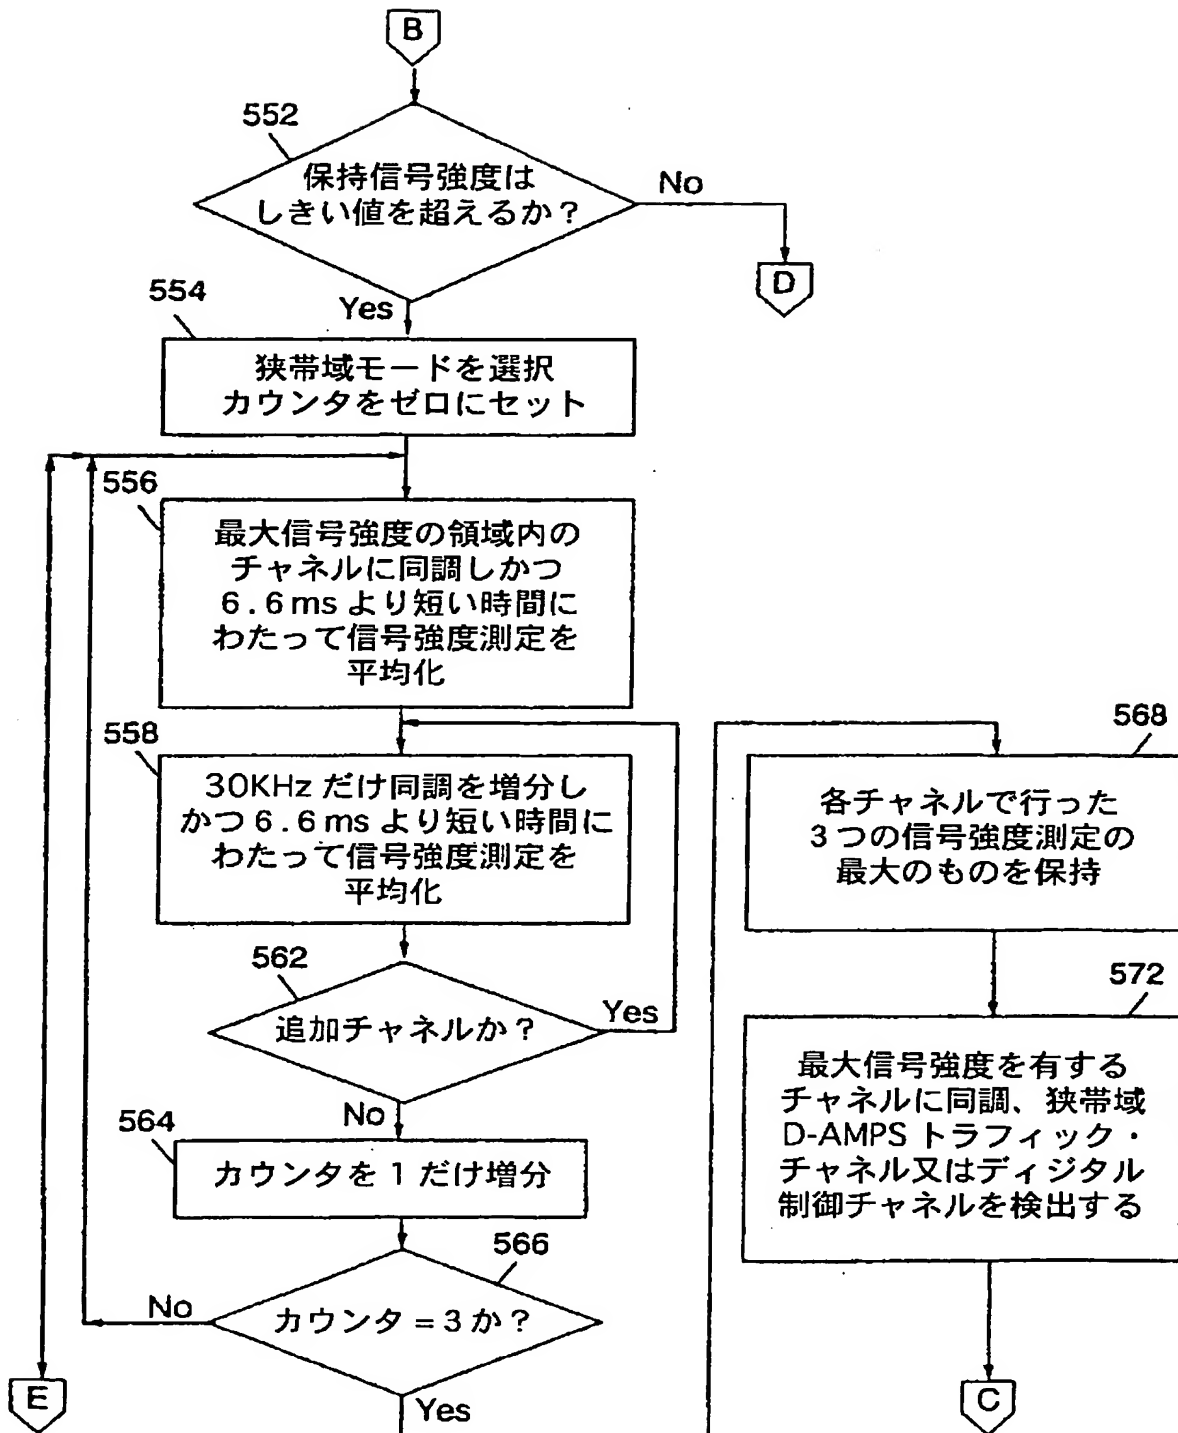 B
552
保持信号強度は
しきい値を超えるか？
No
D
Yes
554
狭帯域モードを選択
カウンタをゼロにセット
556
最大信号強度の領域内の
チャネルに同調しかつ
6.6msより短い時間に
わたって信号強度測定を
平均化
558
30KHzだけ同調を増分し
かつ6.6msより短い時間に
わたって信号強度測定を
平均化
562
追加チャネルか？
Yes
No
564
カウンタを1だけ増分
566
カウンタ=3か？
No
Yes
E
568
各チャネルで行った
3つの信号強度測定の
最大のものを保持
572
最大信号強度を有する
チャネルに同調、狭帯域
D-AMPSトラフィック・
チャネル又はディジタル
制御チャネルを検出する
C